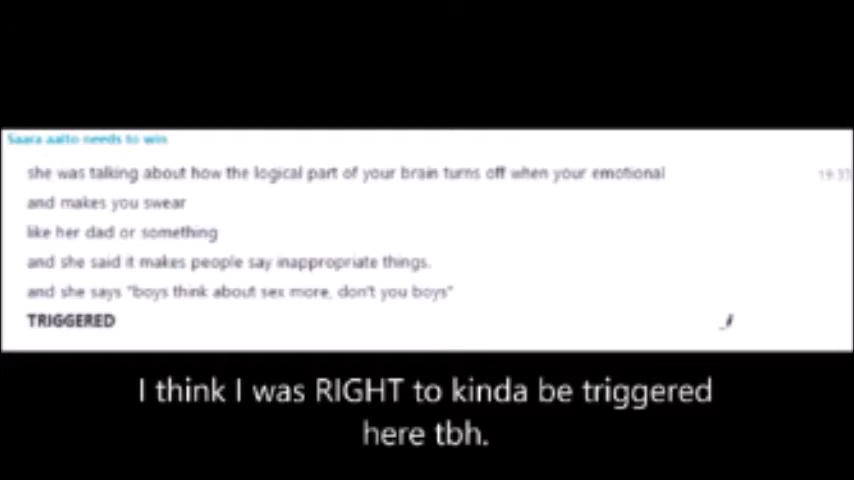 Saara aalto needs to win
she was talking about how the logical part of your brain turns off when your emotional
19:33
and makes you swear
like her dad or something
and she said it makes people say inappropriate things.
and she says "boys think about sex more, don't you boys"
TRIGGERED
I think I was RIGHT to kinda be triggered
here tbh.